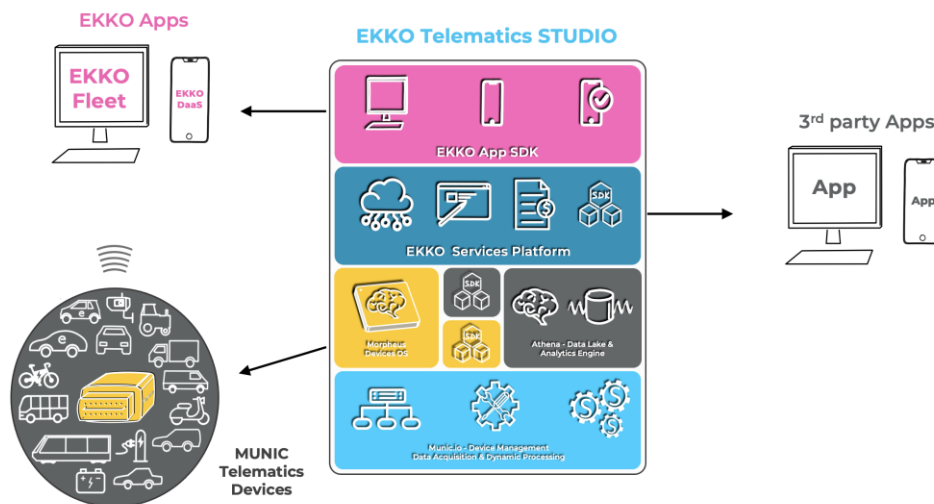 EKKO Apps
EKKO
Fleet
EKKO
DaaS
EKKO Telematics STUDIO
EKKO App SDK
$
SDK
EKKO Services Platform
3rd party Apps
App
App
SDK
SDK
Morpheus
Devices OS
Athena - Data Lake &
Analytics Engine
Munic.io - Device Management
Data Acquisition & Dynamic Processing
MUNIC
Telematics
Devices